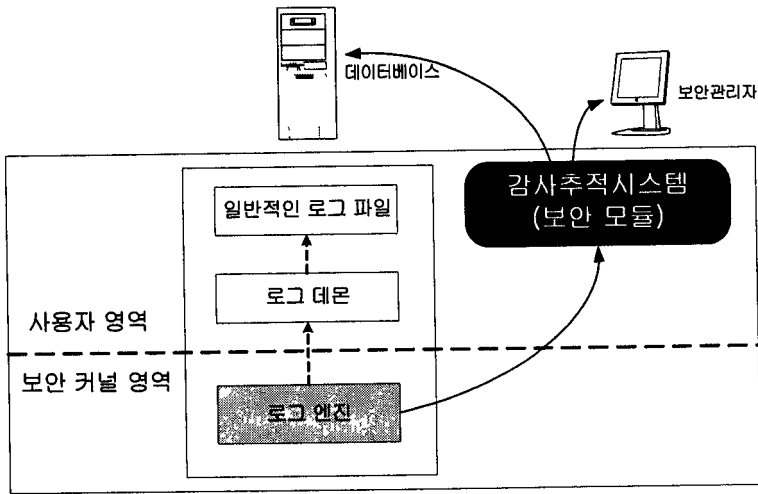 데이터베이스
보안관리자
감사추적시스템
(보안 모듈)
일반적인 로그 파일
로그 데몬
사용자 영역
보안 커널 영역
로그 엔진